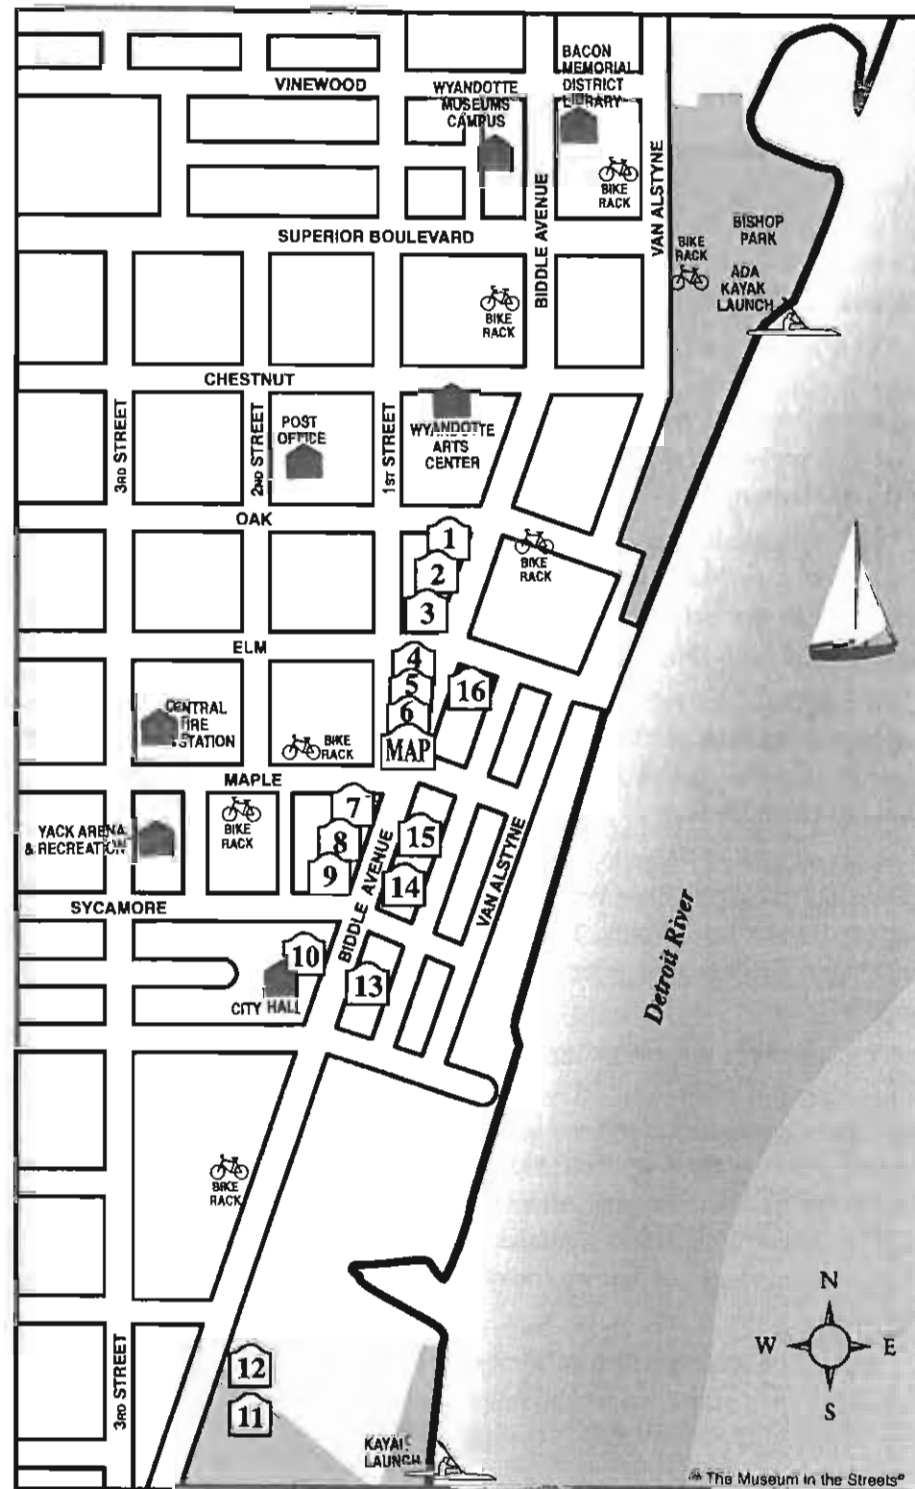 VINEWOOD
WYANDOTTE
MUSEUMS
CAMPUS
BACON
MEMORIAL
DISTRICT
LIBRARY
BIKE
RACK
BIDDLE AVENUE
VAN ALSTYNE
SUPERIOR BOULEVARD
BIKE
RACK
BISHOP
PARK
ADA
KAYAK
LAUNCH
BIKE
RACK
CHESTNUT
3RD STREET
2ND STREET
POST
OFFICE
1ST STREET
WYANDOTTE
ARTS
CENTER
OAK
1
2
3
BIKE
RACK
ELM
4
5
6
MAP
16
CENTRAL
FIRE
STATION
BIKE
RACK
MAPLE
YACK ARENA
& RECREATION
BIKE
RACK
7
8
9
BIDDLE AVENUE
15
14
VAN ALSTYNE
SYCAMORE
10
CITY HALL
13
Detroit River
BIKE
RACK
3RD STREET
12
11
KAYAK
LAUNCH
N
W
E
S
The Museum in the Streets®